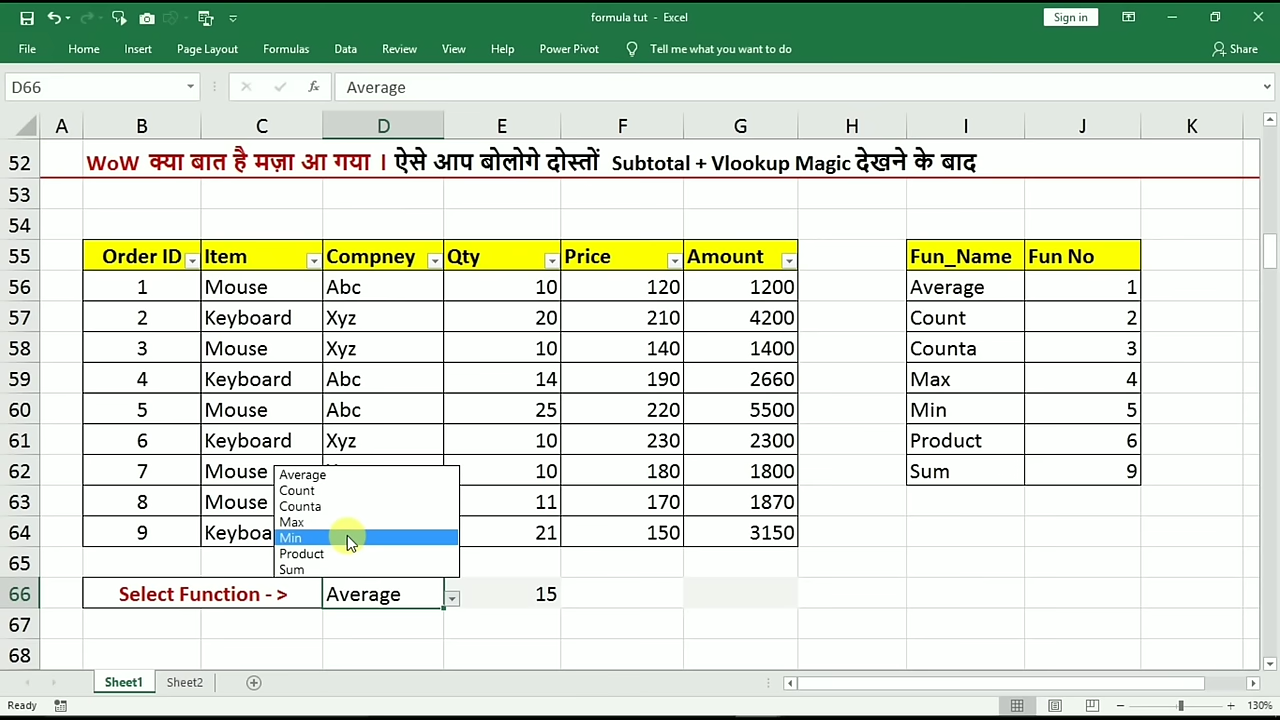 formula tut - Excel
Sign in
File Home Insert Page Layout Formulas Data Review View Help Power Pivot Tell me what you want to do Share
D66 fx Average
A B C D E F G H I J K
52 WoW क्या बात है मज़ा आ गया । ऐसे आप बोलोगे दोस्तों Subtotal + Vlookup Magic देखने के बाद
53
54
55 Order ID Item Compney Qty Price Amount Fun_Name Fun No
56 1 Mouse Abc 10 120 1200 Average 1
57 2 Keyboard Xyz 20 210 4200 Count 2
58 3 Mouse Xyz 10 140 1400 Counta 3
59 4 Keyboard Abc 14 190 2660 Max 4
60 5 Mouse Abc 25 220 5500 Min 5
61 6 Keyboard Xyz 10 230 2300 Product 6
62 7 Mouse 10 180 1800 Sum 9
63 8 Mouse 11 170 1870
64 9 Keyboa 21 150 3150
Average
Count
Counta
Max
Min
Product
Sum
65
66 Select Function - > Average 15
67
68
Sheet1 Sheet2
Ready 130%